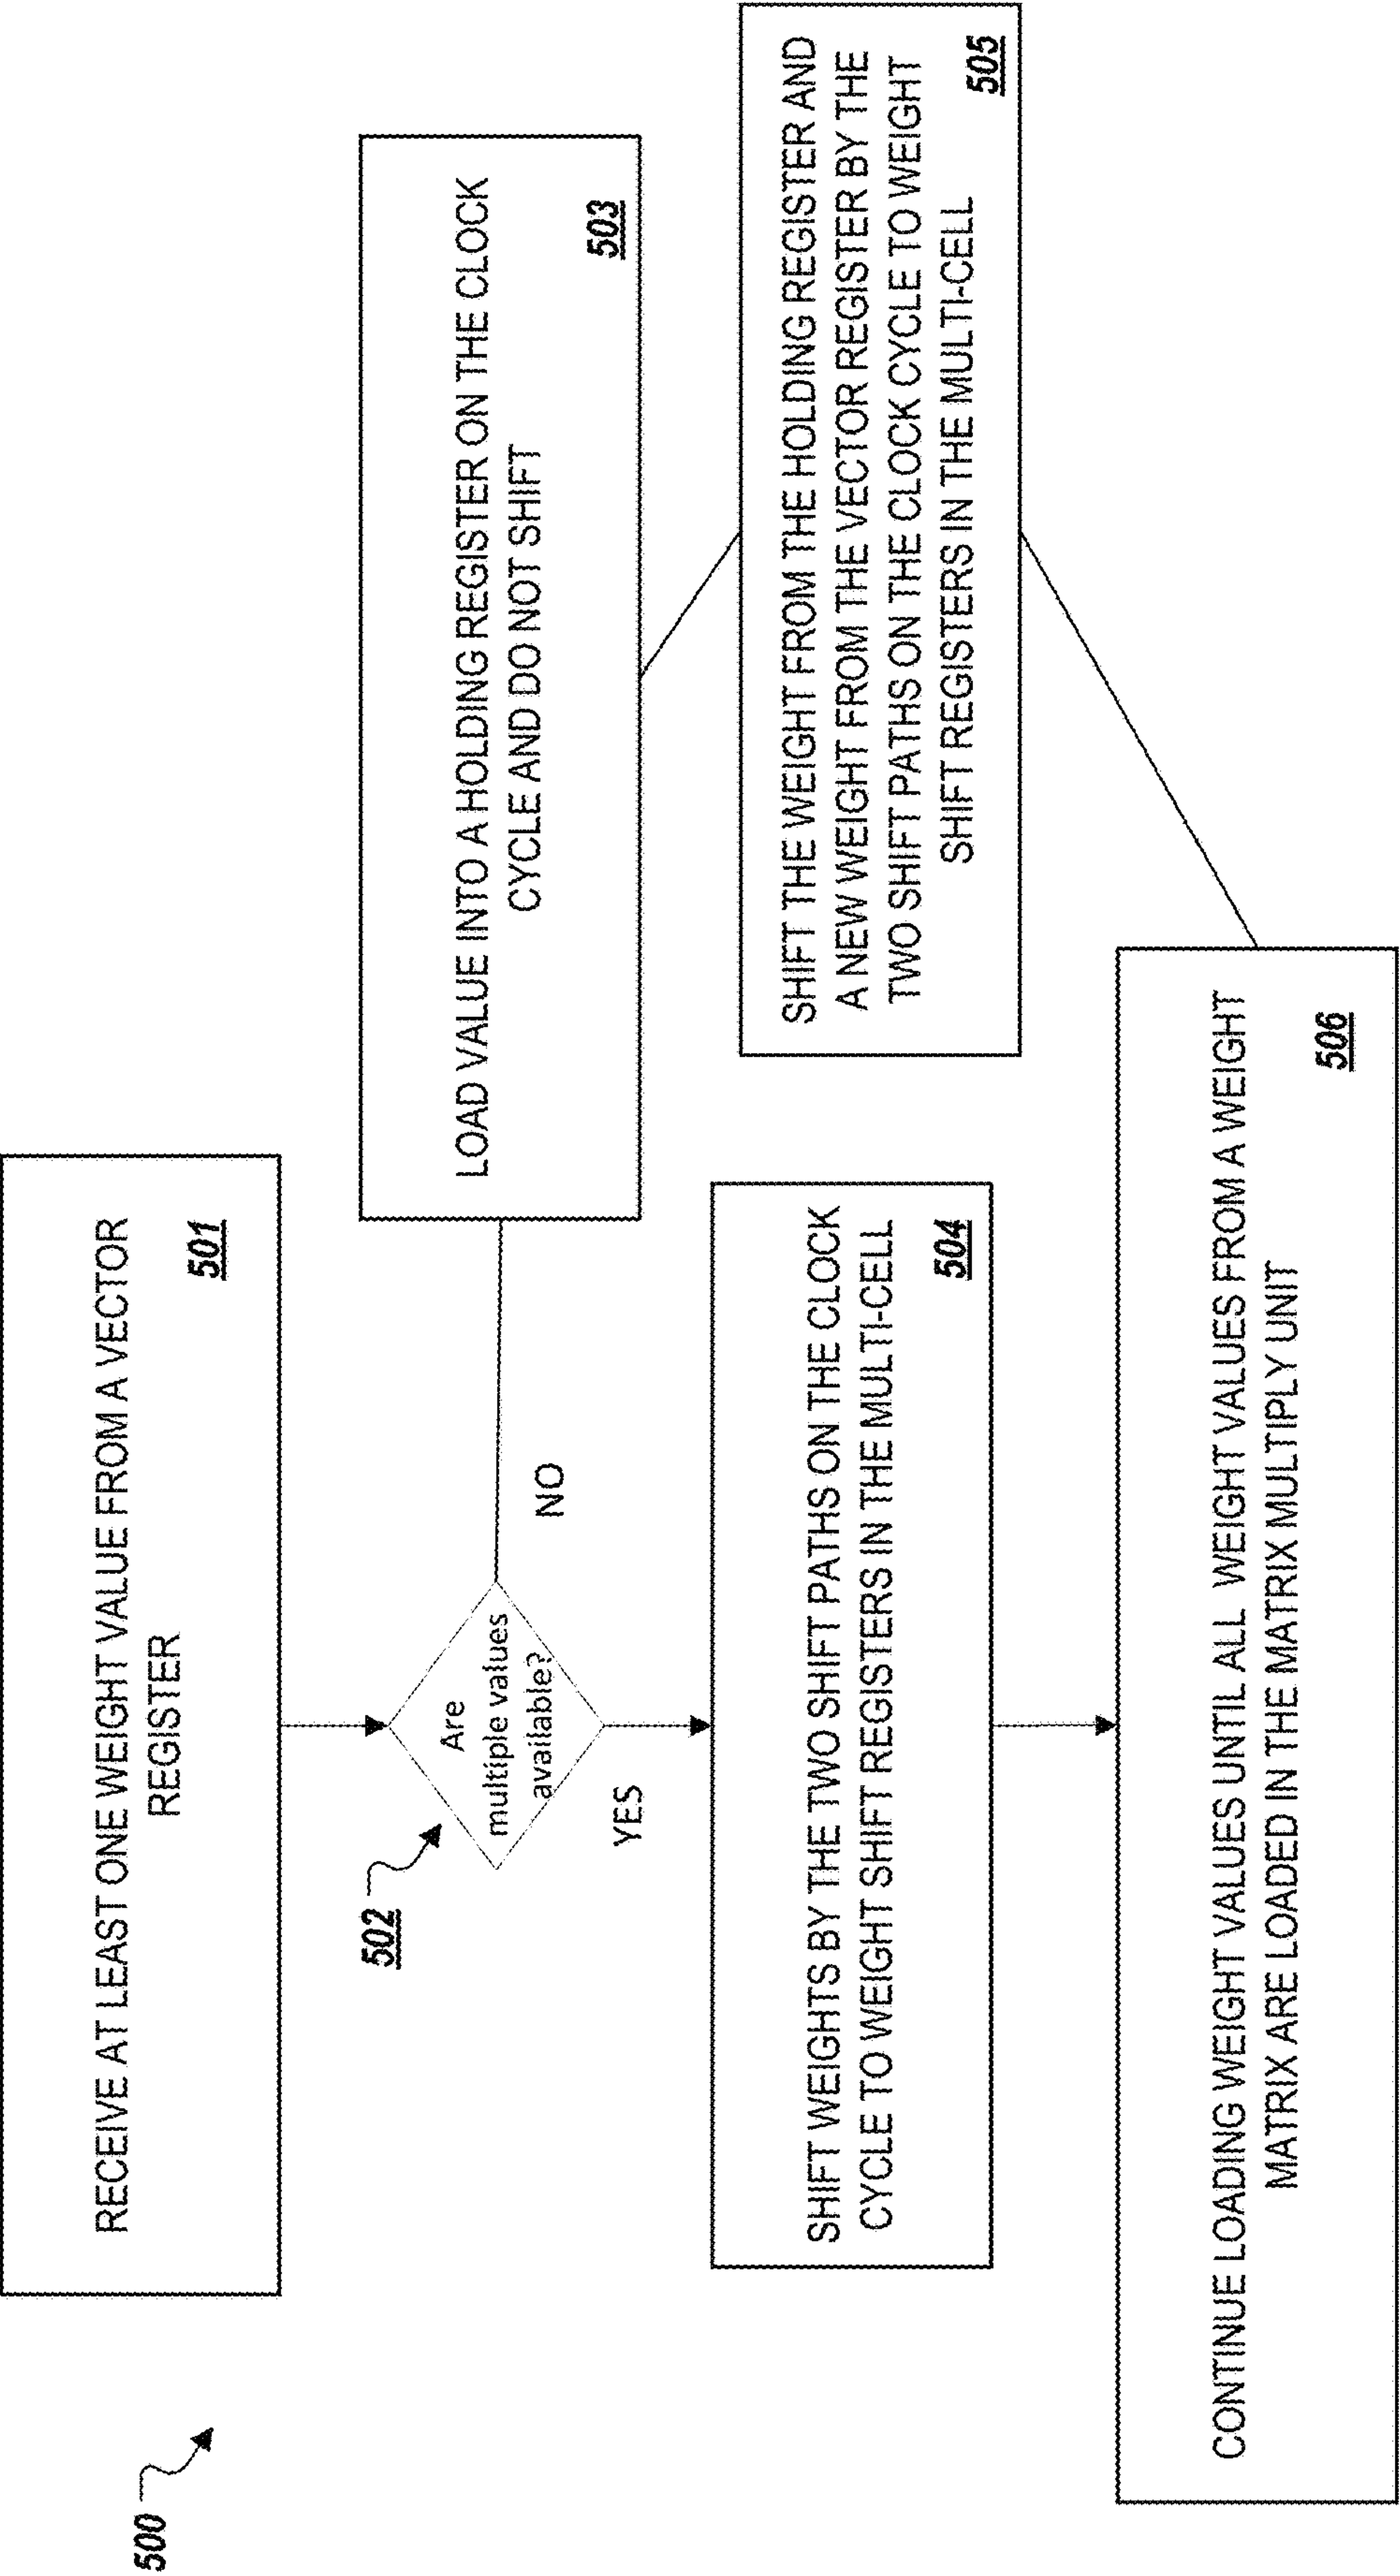 500
RECEIVE AT LEAST ONE WEIGHT VALUE FROM A VECTOR
REGISTER
501
502
Are
multiple values
available?
NO
YES
LOAD VALUE INTO A HOLDING REGISTER ON THE CLOCK
CYCLE AND DO NOT SHIFT
503
SHIFT WEIGHTS BY THE TWO SHIFT PATHS ON THE CLOCK
CYCLE TO WEIGHT SHIFT REGISTERS IN THE MULTI-CELL
504
SHIFT THE WEIGHT FROM THE HOLDING REGISTER AND
A NEW WEIGHT FROM THE VECTOR REGISTER BY THE
TWO SHIFT PATHS ON THE CLOCK CYCLE TO WEIGHT
SHIFT REGISTERS IN THE MULTI-CELL
505
CONTINUE LOADING WEIGHT VALUES UNTIL ALL WEIGHT VALUES FROM A WEIGHT
MATRIX ARE LOADED IN THE MATRIX MULTIPLY UNIT
506